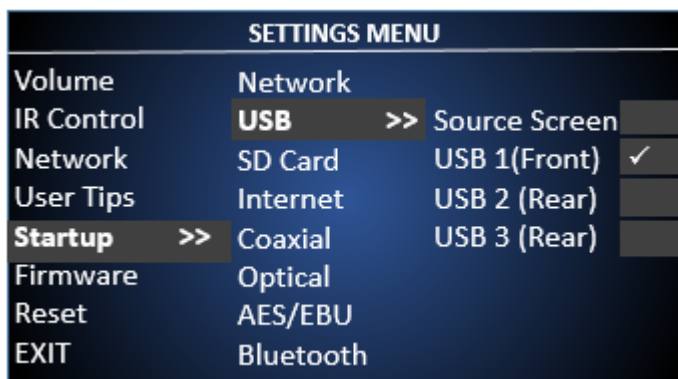 SETTINGS MENU
Volume
IR Control
Network
User Tips
Startup >>
Firmware
Reset
EXIT
Network
USB >>
SD Card
Internet
Coaxial
Optical
AES/EBU
Bluetooth
Source Screen
USB 1(Front) ✓
USB 2 (Rear)
USB 3 (Rear)